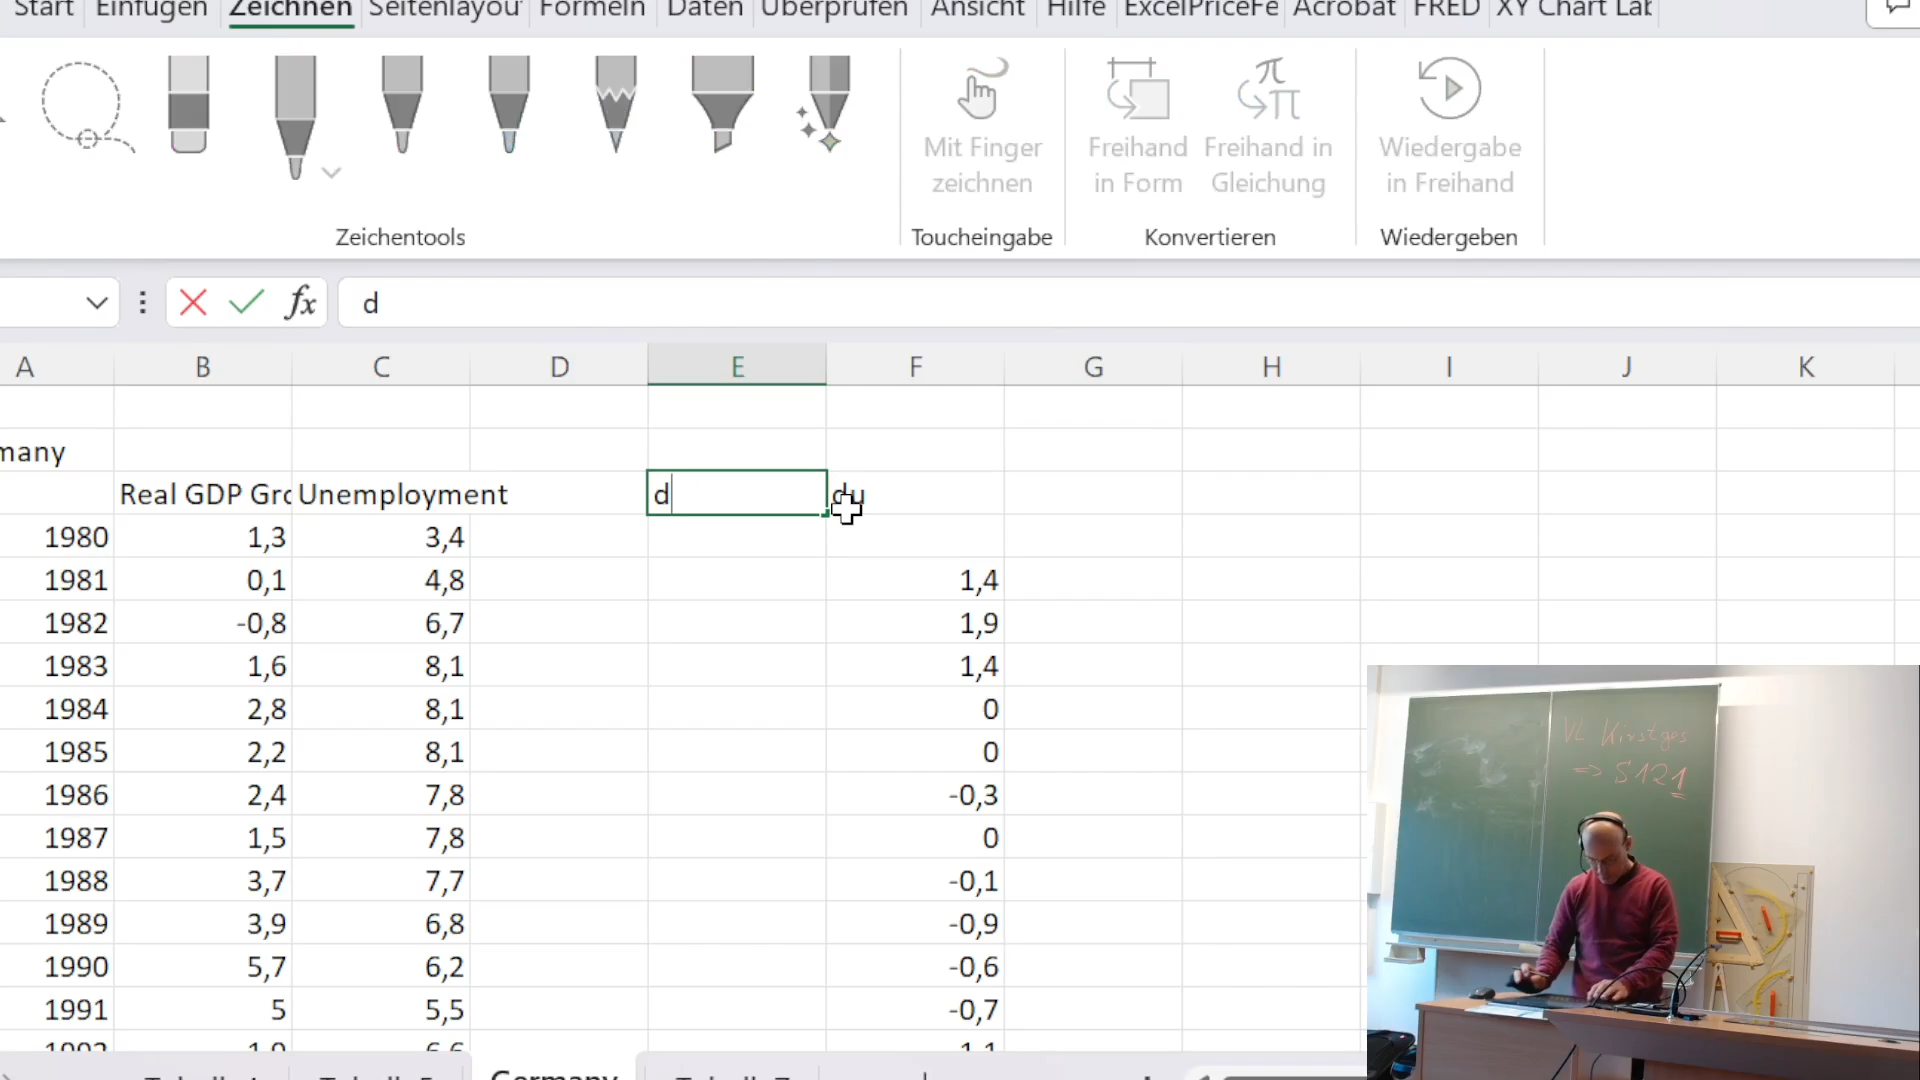 Start Einfügen Zeichnen Seitenlayou Formeln Daten Überprüfen Ansicht Hilfe ExcelPriceFe Acrobat FRED XY Chart Lab
Mit Finger zeichnen
Freihand in Form
Freihand in Gleichung
Wiedergabe in Freihand
Zeichentools Toucheingabe Konvertieren Wiedergeben
fx d
A B C D E F G H I J K
many
Real GDP Gro Unemployment d du
1980 1,3 3,4
1981 0,1 4,8 1,4
1982 -0,8 6,7 1,9
1983 1,6 8,1 1,4
1984 2,8 8,1 0
1985 2,2 8,1 0
1986 2,4 7,8 -0,3
1987 1,5 7,8 0
1988 3,7 7,7 -0,1
1989 3,9 6,8 -0,9
1990 5,7 6,2 -0,6
1991 5 5,5 -0,7
Germany
VL Kirstges
=> S121